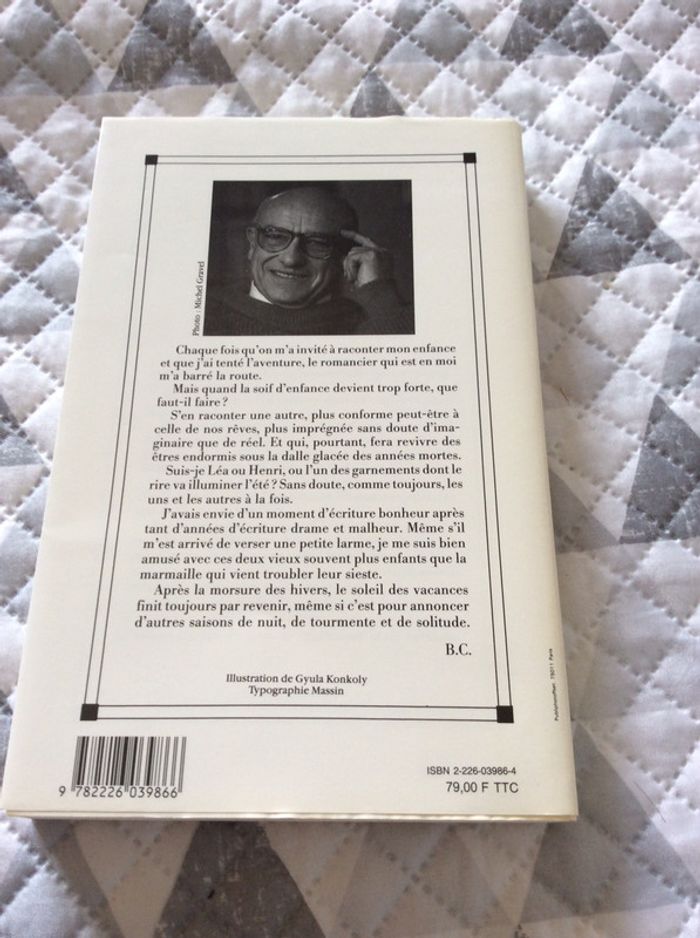 Photo : Michel Gravel
Chaque fois qu'on m'a invité à raconter mon enfance
et que j'ai tenté l'aventure, le romancier qui est en moi
m'a barré la route.
Mais quand la soif d'enfance devient trop forte, que
faut-il faire ?
S'en raconter une autre, plus conforme peut-être à
celle de nos rêves, plus imprégnée sans doute d'ima-
ginaire que de réel. Et qui, pourtant, fera revivre des
êtres endormis sous la dalle glacée des années mortes.
Suis-je Léa ou Henri, ou l'un des garnements dont le
rire va illuminer l'été ? Sans doute, comme toujours, les
uns et les autres à la fois.
J'avais envie d'un moment d'écriture bonheur après
tant d'années d'écriture drame et malheur. Même s'il
m'est arrivé de verser une petite larme, je me suis bien
amusé avec ces deux vieux souvent plus enfants que la
marmaille qui vient troubler leur sieste.
Après la morsure des hivers, le soleil des vacances
finit toujours par revenir, même si c'est pour annoncer
d'autres saisons de nuit, de tourmente et de solitude.
B.C.
Illustration de Gyula Konkoly
Typographie Massin
Publiphotoffset 75011 Paris
9 782226 039866
ISBN 2-226-03986-4
79,00 F TTC